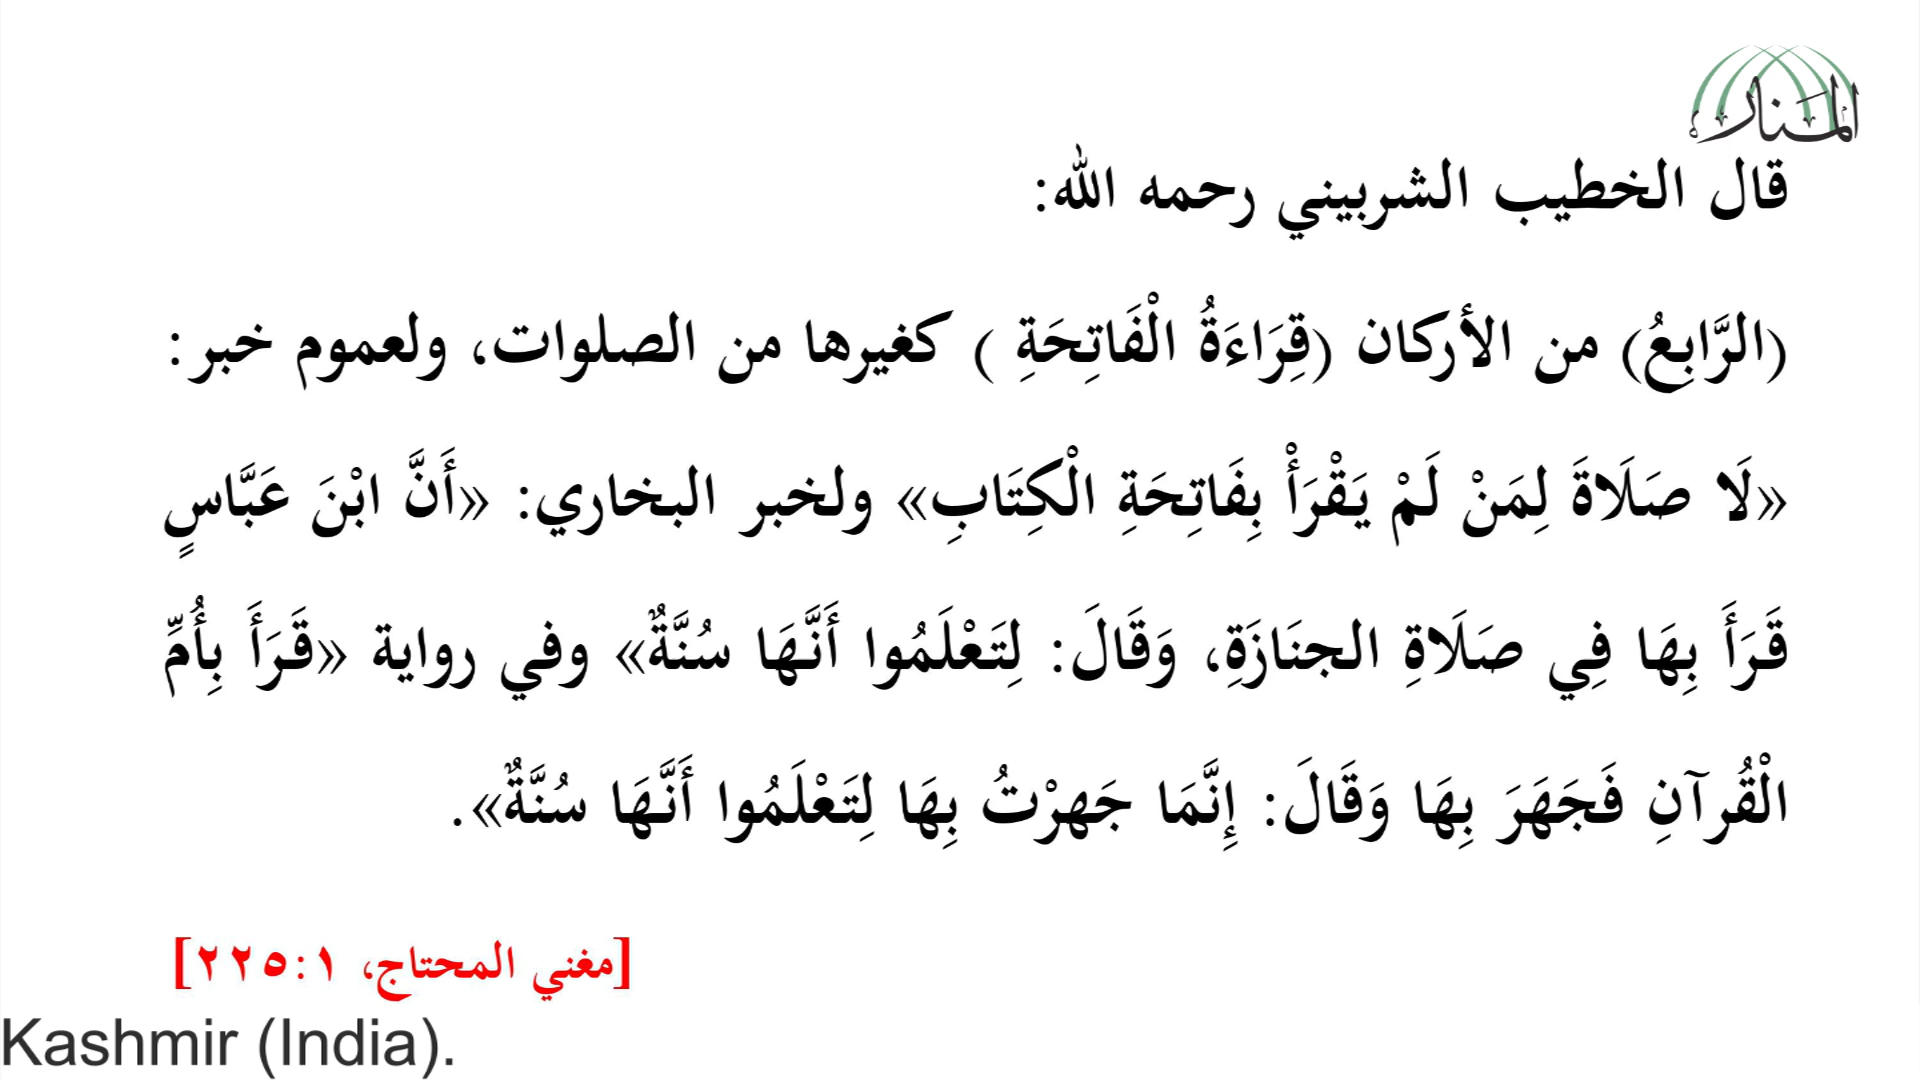 المنار
قال الخطيب الشربيني رحمه الله:
(الرَّابِعُ) من الأركان (قِرَاءَةُ الْفَاتِحَةِ ) كغيرها من الصلوات، ولعموم خبر:
«لَا صَلَاةَ لِمَنْ لَمْ يَقْرَأْ بِفَاتِحَةِ الْكِتَابِ» ولخبر البخاري: «أَنَّ ابْنَ عَبَّاسٍ
قَرَأَ بِهَا فِي صَلَاةِ الجنَازَةِ، وَقَالَ: لِتَعْلَمُوا أَنَّهَا سُنَّةٌ» وفي رواية «قَرَأَ بِأُمِّ
الْقُرآنِ فَجَهَرَ بِهَا وَقَالَ: إِنَّمَا جَهرْتُ بِهَا لِتَعْلَمُوا أَنَّهَا سُنَّةٌ».
[مغني المحتاج، ١:٢٢٥]
Kashmir (India).